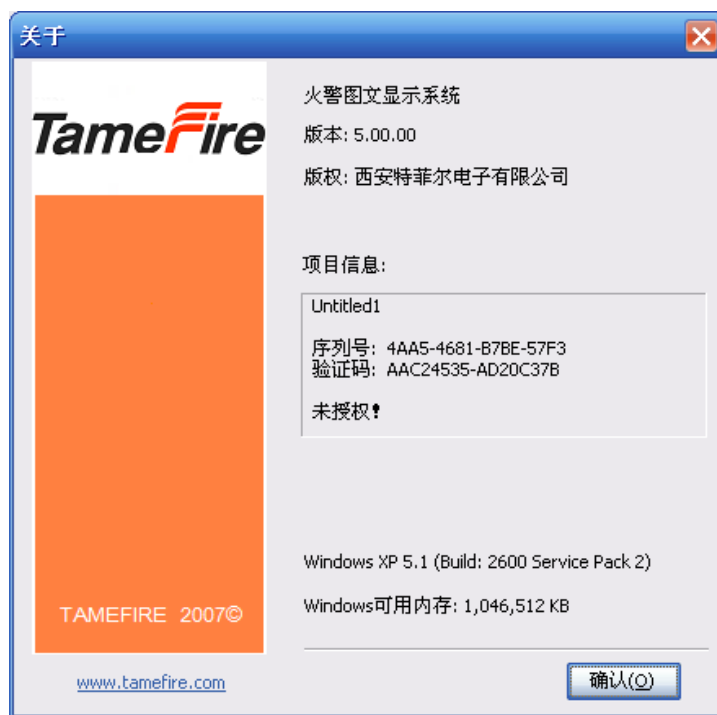 关于
TameFire
火警图文显示系统
版本: 5.00.00
版权: 西安特菲尔电子有限公司
项目信息:
Untitled1
序列号: 4AA5-4681-B7BE-57F3
验证码: AAC24535-AD20C37B
未授权!
Windows XP 5.1 (Build: 2600 Service Pack 2)
TAMEFIRE 2007©
Windows可用内存: 1,046,512 KB
www.tamefire.com
确认(O)